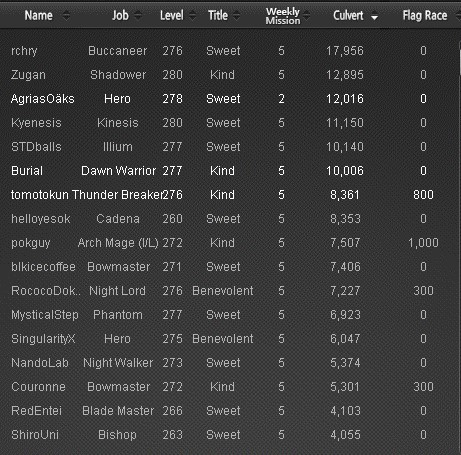 Name Job Level Title Weekly Mission Culvert Flag Race
rchry Buccaneer 276 Sweet 5 17,956 0
Zugan Shadower 280 Kind 5 12,895 0
AgriasOäks Hero 278 Sweet 2 12,016 0
Kyenesis Kinesis 280 Sweet 5 11,150 0
STDballs Illium 277 Sweet 5 10,140 0
Burial Dawn Warrior 277 Kind 5 10,006 0
tomotokun Thunder Breaker 276 Kind 5 8,361 800
helloyesok Cadena 260 Sweet 5 8,353 0
pokguy Arch Mage (I/L) 272 Kind 5 7,507 1,000
blkicecoffee Bowmaster 271 Sweet 5 7,406 0
RococoDok.. Night Lord 276 Benevolent 5 7,227 300
MysticalStep Phantom 277 Sweet 5 6,923 0
SingularityX Hero 275 Benevolent 5 6,047 0
NandoLab Night Walker 273 Sweet 5 5,374 0
Couronne Bowmaster 272 Kind 5 5,301 300
RedEntei Blade Master 266 Sweet 5 4,103 0
ShiroUni Bishop 263 Sweet 5 4,055 0